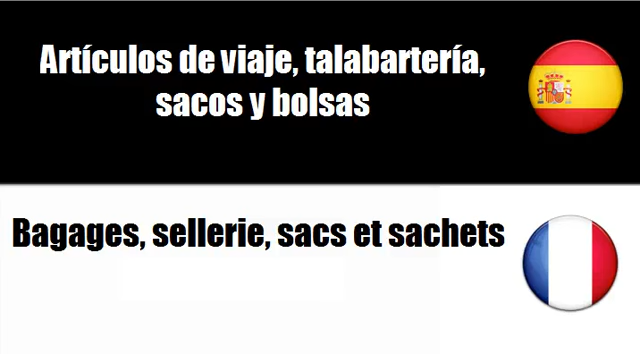 Artículos de viaje, talabartería,
sacos y bolsas
Bagages, sellerie, sacs et sachets